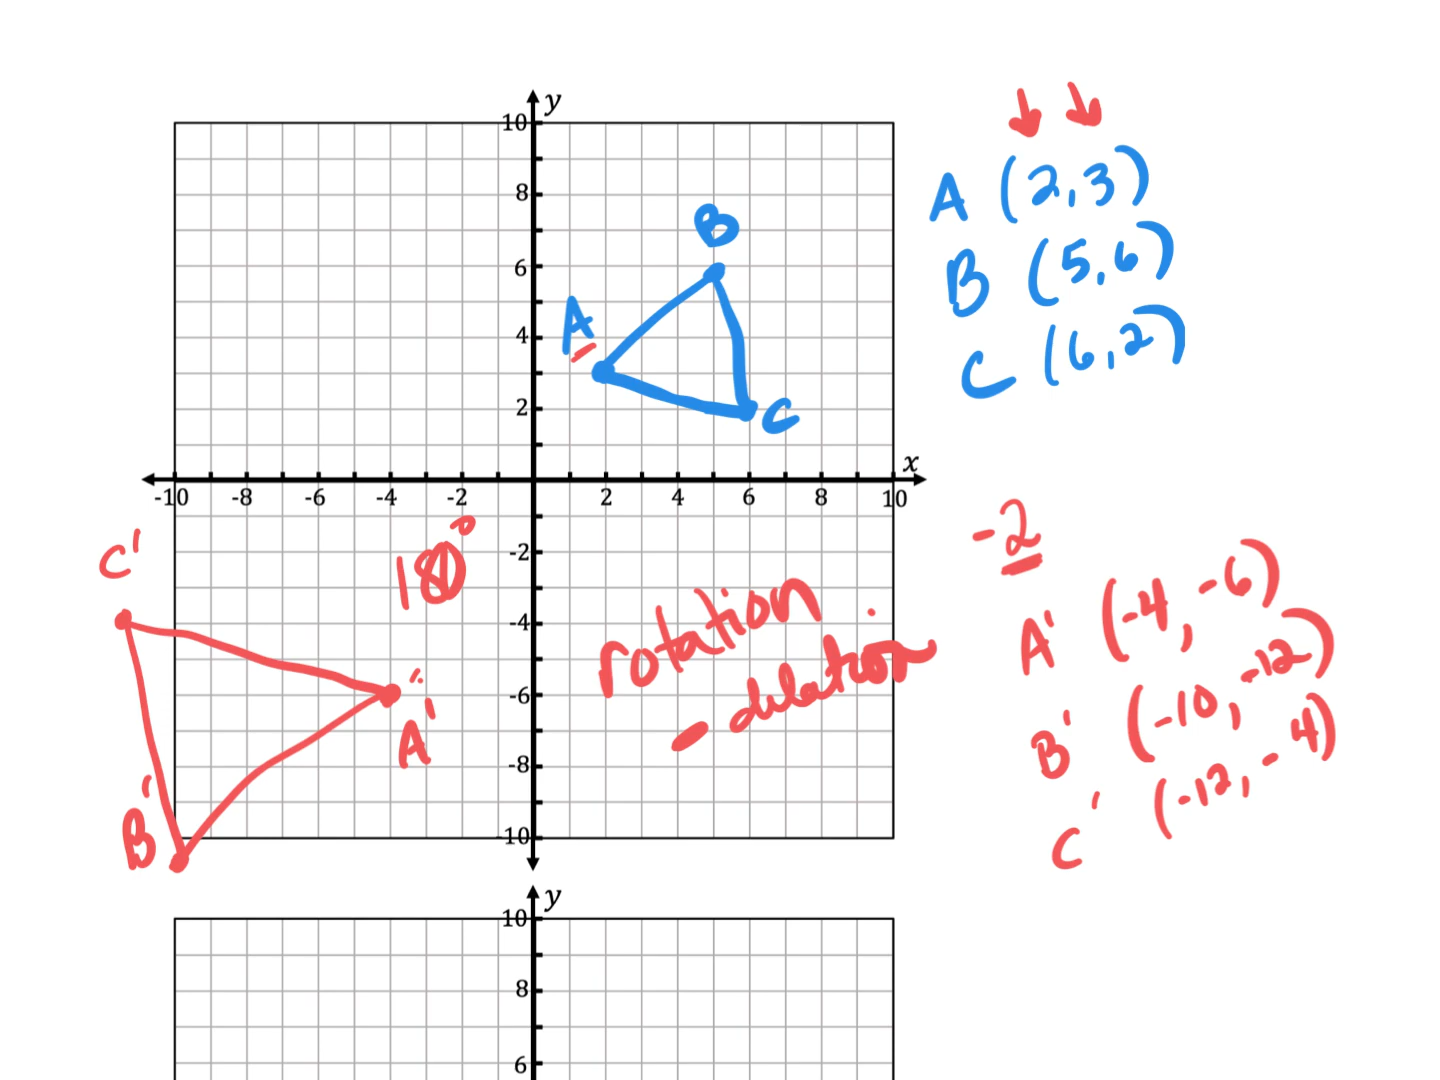 y
10
8
6
4
2
B
A
C
x
-10 -8 -6 -4 -2 2 4 6 8 10
-2
-4
-6
-8
-10
A (2,3)
B (5,6)
C (6,2)
-2
A' (-4, -6)
B' (-10, -12)
C' (-12, -4)
C'
180°
A'
B'
rotation
- dilation
y
10
8
6